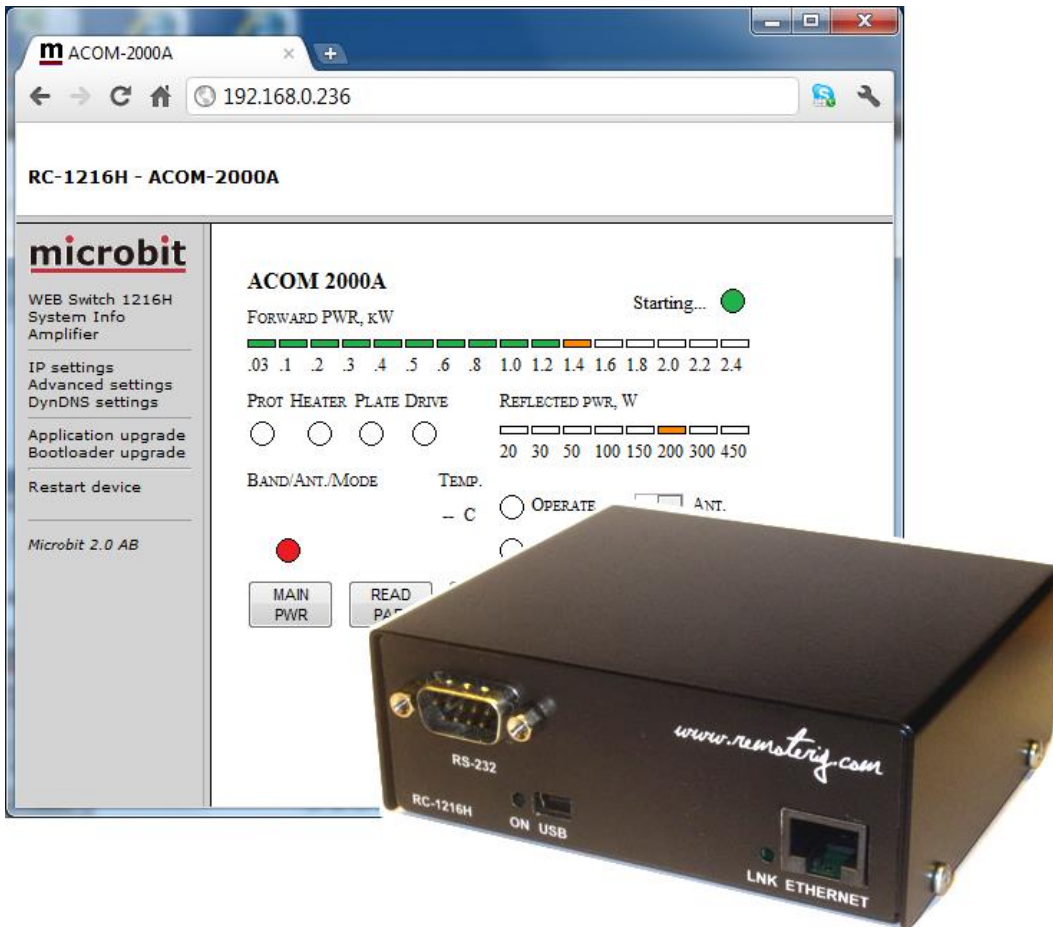 m ACOM-2000A
192.168.0.236
RC-1216H - ACOM-2000A
microbit
WEB Switch 1216H
System Info
Amplifier
IP settings
Advanced settings
DynDNS settings
Application upgrade
Bootloader upgrade
Restart device
Microbit 2.0 AB
ACOM 2000A
Starting...
FORWARD PWR, KW
.03 .1 .2 .3 .4 .5 .6 .8 1.0 1.2 1.4 1.6 1.8 2.0 2.2 2.4
PROT HEATER PLATE DRIVE
REFLECTED PWR, W
20 30 50 100 150 200 300 450
BAND/ANT./MODE TEMP.
-- C
OPERATE
ANT.
MAIN
PWR
READ
www.remoterig.com
RS-232
RC-1216H
ON USB
LNK ETHERNET